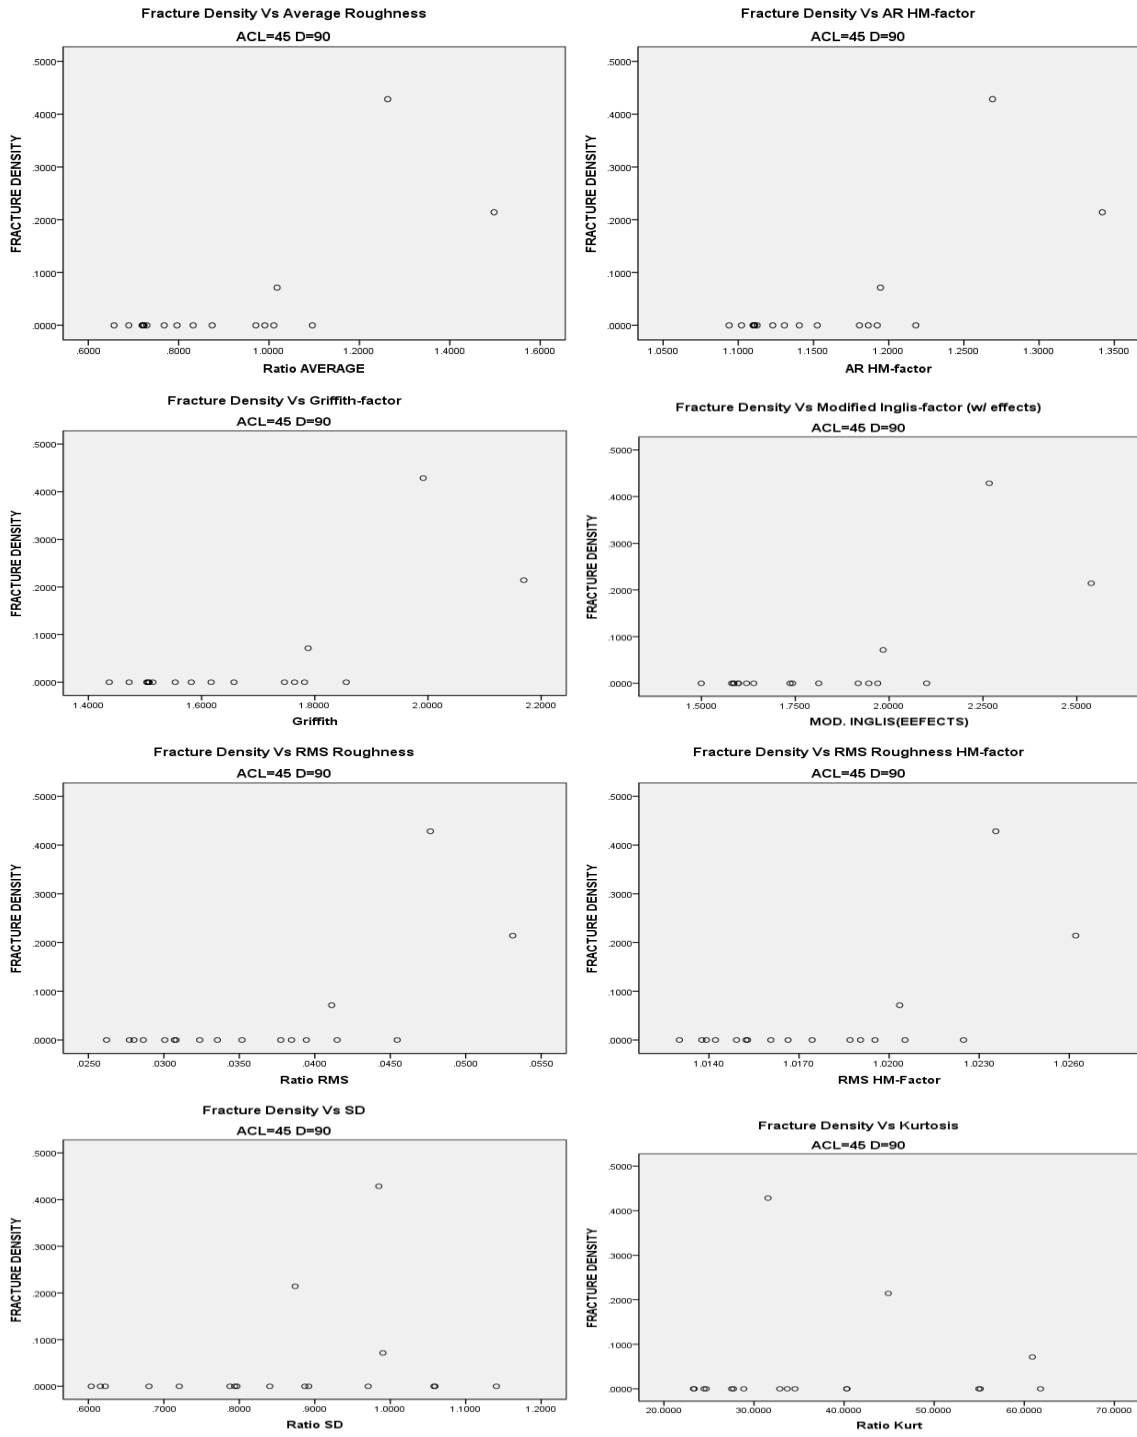 Fracture Density Vs Average Roughness
ACL=45 D=90
.5000
.4000
.3000
.2000
.1000
.0000
FRACTURE DENSITY
.6000 .8000 1.0000 1.2000 1.4000 1.6000
Ratio AVERAGE
Fracture Density Vs AR HM-factor
ACL=45 D=90
.5000
.4000
.3000
.2000
.1000
.0000
FRACTURE DENSITY
1.0500 1.1000 1.1500 1.2000 1.2500 1.3000 1.3500
AR HM-factor
Fracture Density Vs Griffith-factor
ACL=45 D=90
.5000
.4000
.3000
.2000
.1000
.0000
FRACTURE DENSITY
1.4000 1.6000 1.8000 2.0000 2.2000
Griffith
Fracture Density Vs Modified Inglis-factor (w/ effects)
ACL=45 D=90
.5000
.4000
.3000
.2000
.1000
.0000
FRACTURE DENSITY
1.5000 1.7500 2.0000 2.2500 2.5000
MOD. INGLIS(EEFECTS)
Fracture Density Vs RMS Roughness
ACL=45 D=90
.5000
.4000
.3000
.2000
.1000
.0000
FRACTURE DENSITY
.0250 .0300 .0350 .0400 .0450 .0500 .0550
Ratio RMS
Fracture Density Vs RMS Roughness HM-factor
ACL=45 D=90
.5000
.4000
.3000
.2000
.1000
.0000
FRACTURE DENSITY
1.0140 1.0170 1.0200 1.0230 1.0260
RMS HM-Factor
Fracture Density Vs SD
ACL=45 D=90
.5000
.4000
.3000
.2000
.1000
.0000
FRACTURE DENSITY
.6000 .7000 .8000 .9000 1.0000 1.1000 1.2000
Ratio SD
Fracture Density Vs Kurtosis
ACL=45 D=90
.5000
.4000
.3000
.2000
.1000
.0000
FRACTURE DENSITY
20.0000 30.0000 40.0000 50.0000 60.0000 70.0000
Ratio Kurt